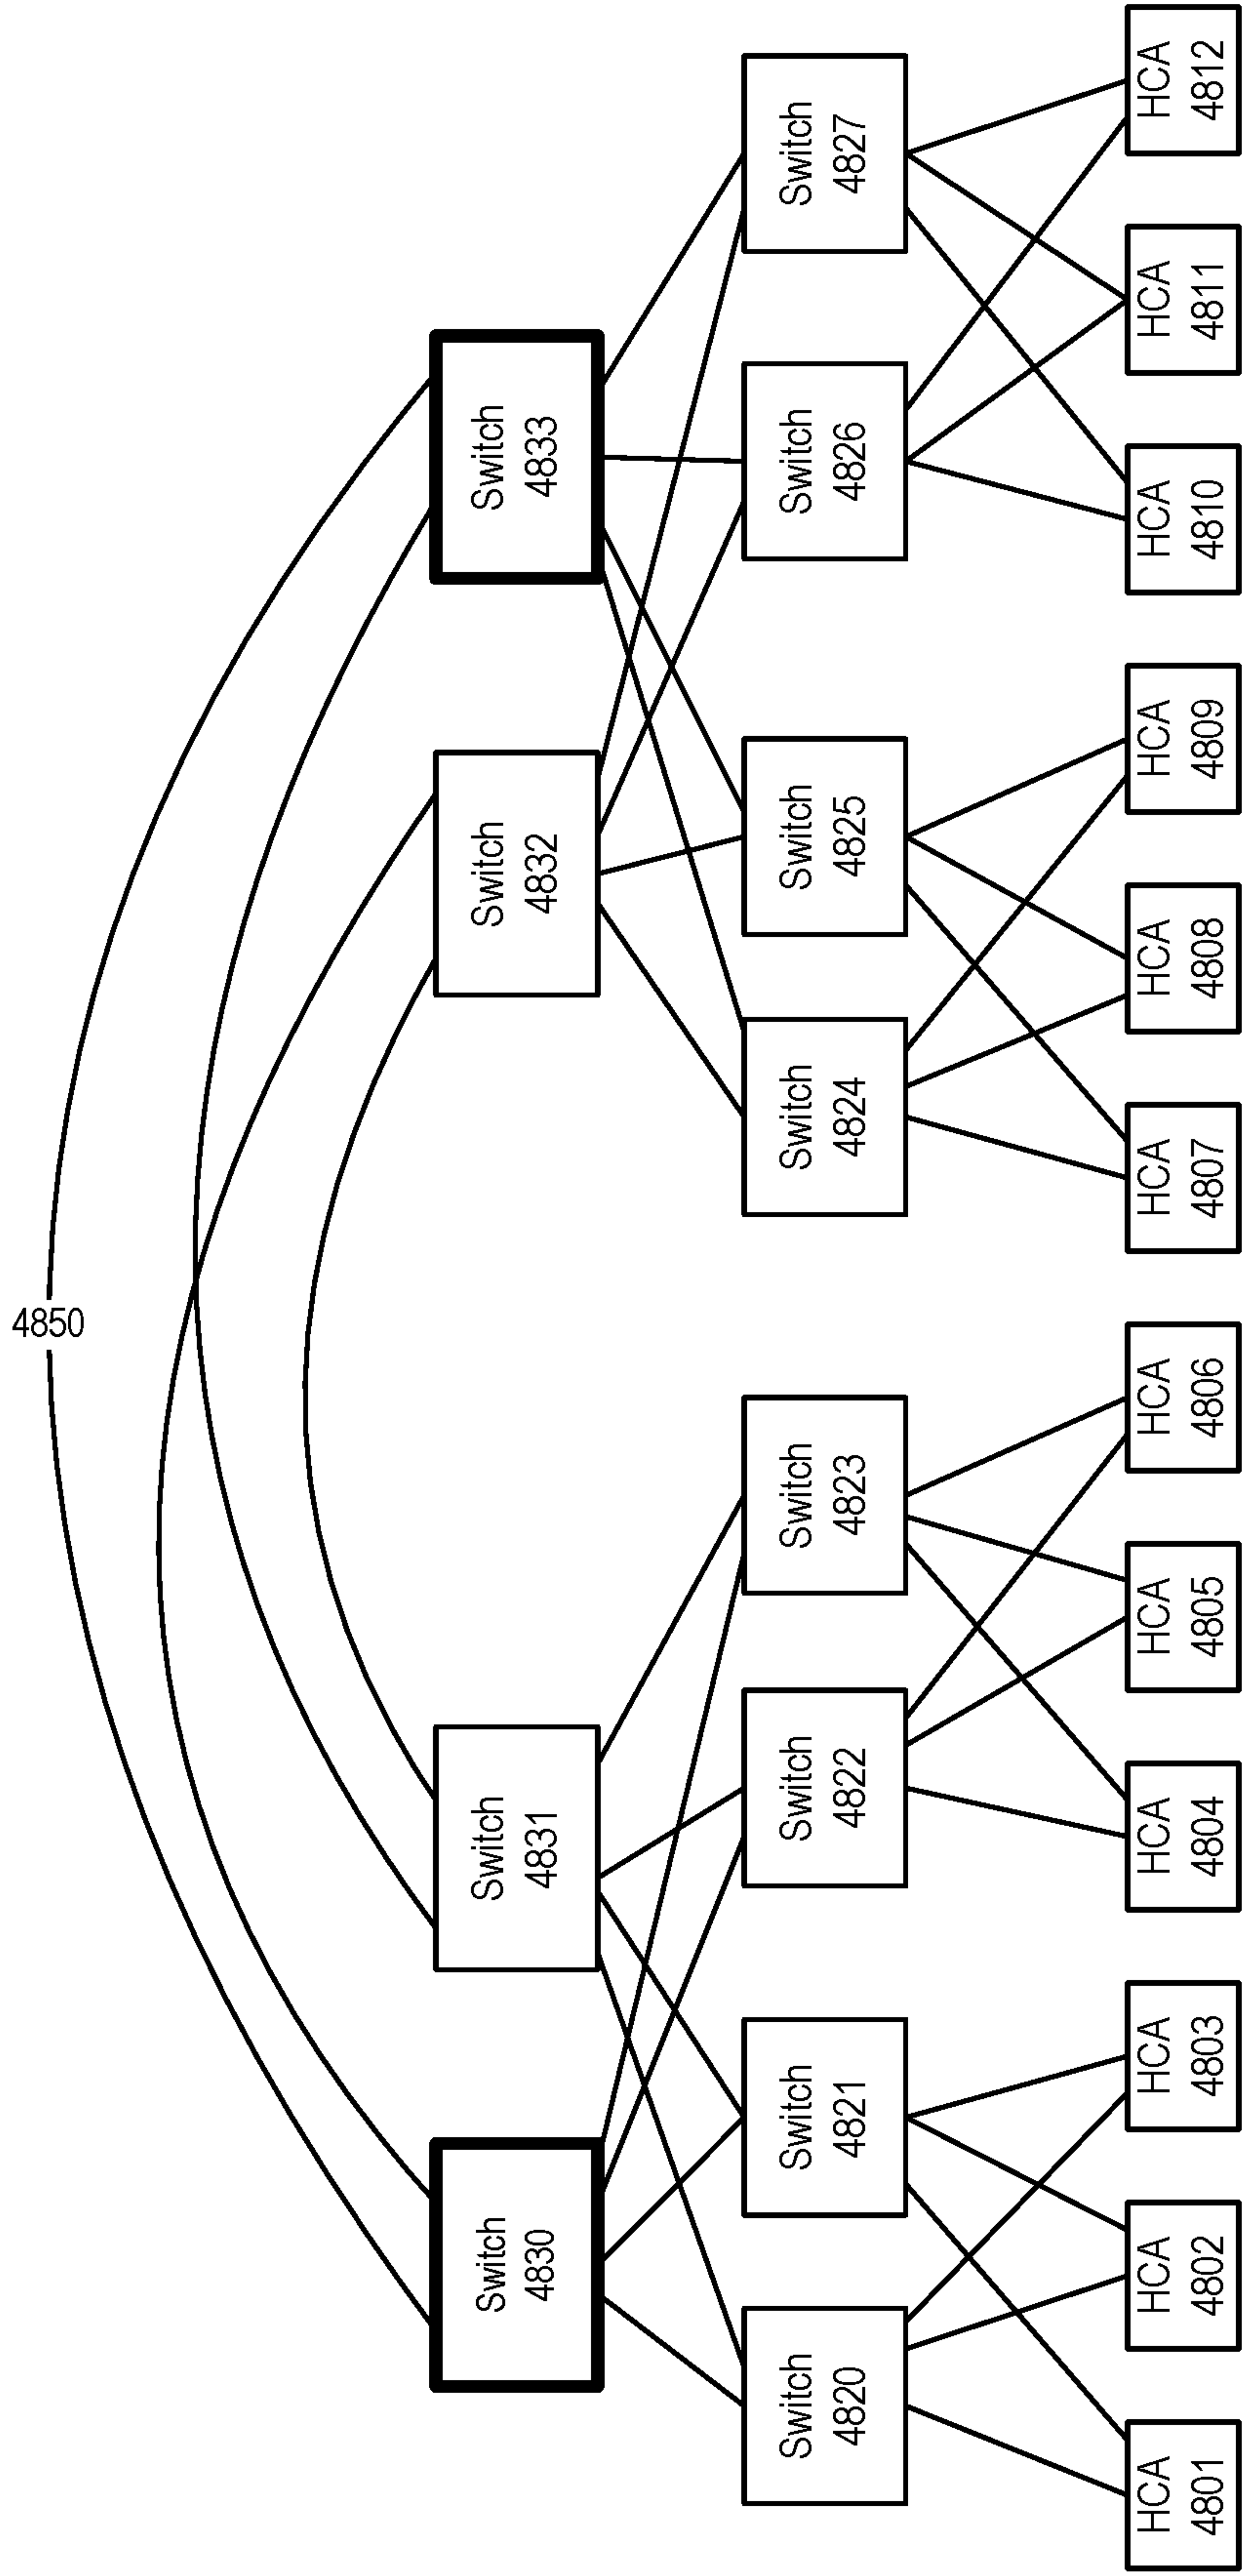 4850
Switch
4830
Switch
4831
Switch
4832
Switch
4833
Switch
4820
Switch
4821
Switch
4822
Switch
4823
Switch
4824
Switch
4825
Switch
4826
Switch
4827
HCA
4801
HCA
4802
HCA
4803
HCA
4804
HCA
4805
HCA
4806
HCA
4807
HCA
4808
HCA
4809
HCA
4810
HCA
4811
HCA
4812